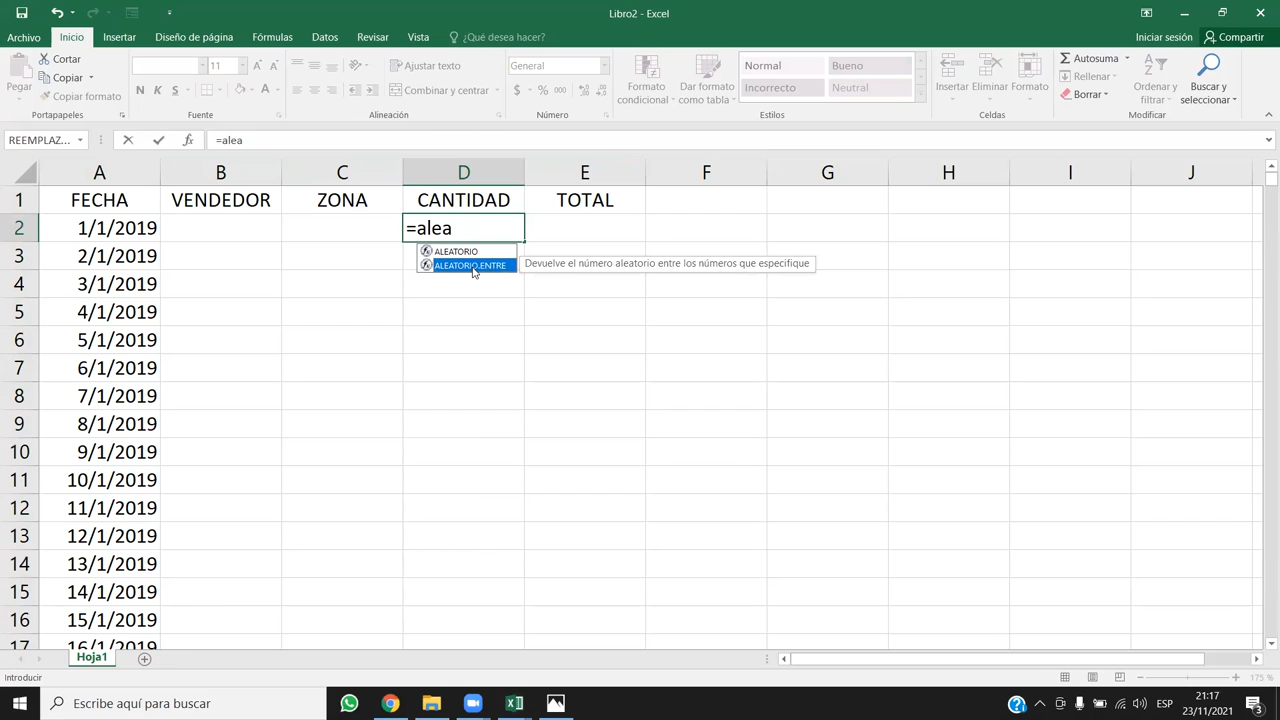 Libro2 - Excel
Archivo Inicio Insertar Diseño de página Fórmulas Datos Revisar Vista ¿Qué desea hacer? Iniciar sesión Compartir
Pegar
Cortar
Copiar
Copiar formato
Portapapeles
11
N K S
Fuente
Ajustar texto
Combinar y centrar
Alineación
General
$ % 000
Número
Formato condicional
Dar formato como tabla
Normal Bueno
Incorrecto Neutral
Estilos
Insertar Eliminar Formato
Celdas
Autosuma
Rellenar
Borrar
Ordenar y filtrar
Buscar y seleccionar
Modificar
REEMPLAZ... fx =alea
A B C D E F G H I J
1 FECHA VENDEDOR ZONA CANTIDAD TOTAL
2 1/1/2019 =alea
ALEATORIO
3 2/1/2019
ALEATORIO.ENTRE Devuelve el número aleatorio entre los números que especifique
4 3/1/2019
5 4/1/2019
6 5/1/2019
7 6/1/2019
8 7/1/2019
9 8/1/2019
10 9/1/2019
11 10/1/2019
12 11/1/2019
13 12/1/2019
14 13/1/2019
15 14/1/2019
16 15/1/2019
17 16/1/2019
Hoja1
Introducir 175 %
Escribe aquí para buscar ESP 21:17
23/11/2021 3